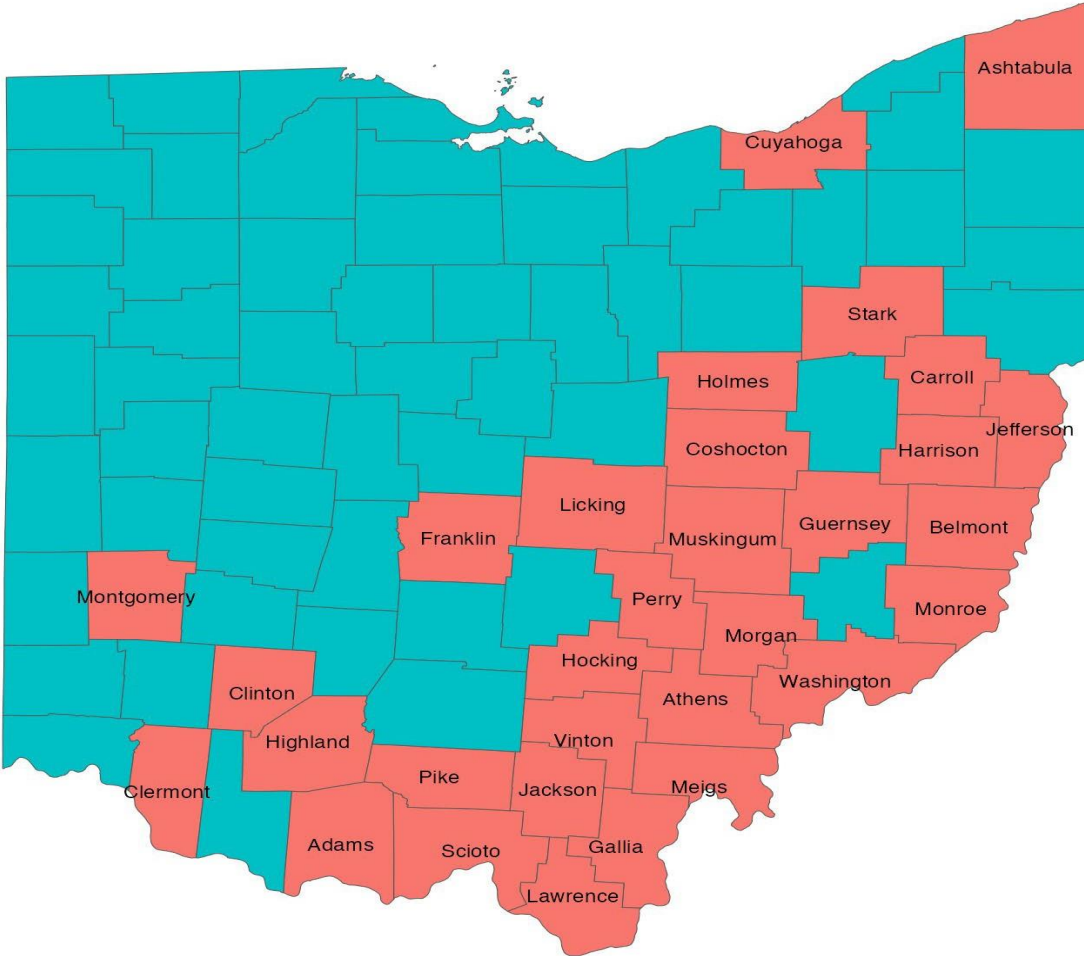 Ashtabula
Cuyahoga
Stark
Holmes
Carroll
Jefferson
Coshocton
Harrison
Licking
Guernsey
Belmont
Franklin
Muskingum
Montgomery
Perry
Monroe
Morgan
Hocking
Washington
Clinton
Athens
Highland
Vinton
Pike
Meigs
Jackson
Clermont
Adams
Scioto
Gallia
Lawrence